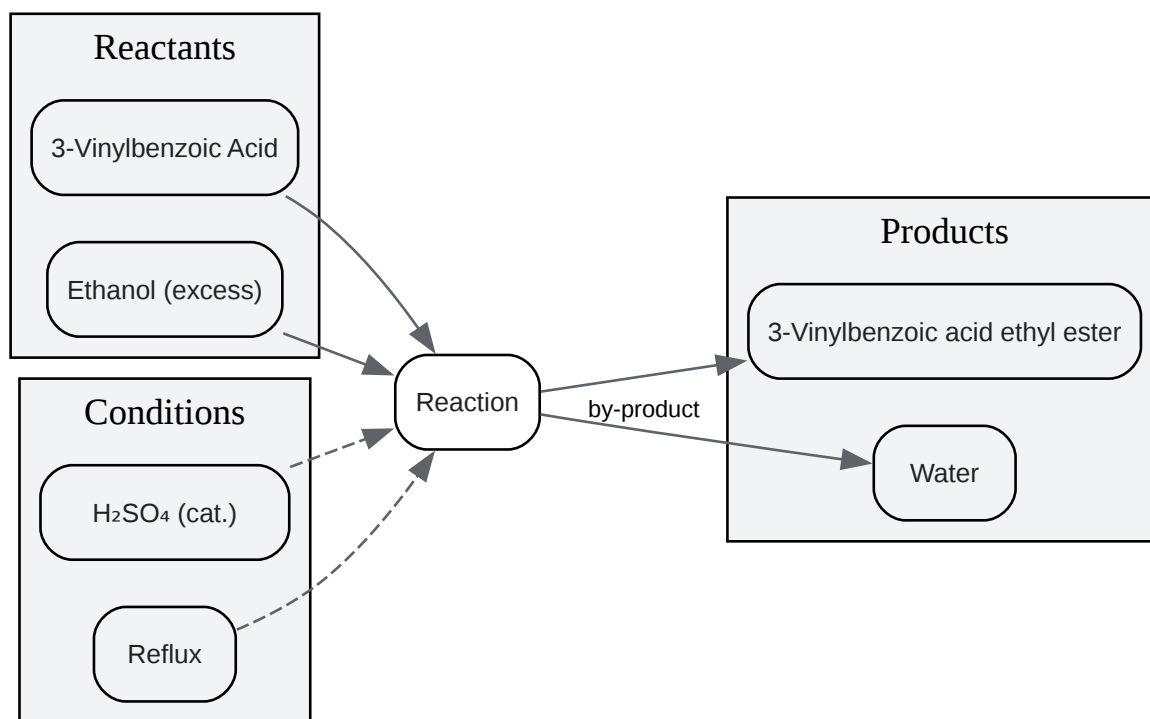 Reactants
3-Vinylbenzoic Acid
Ethanol (excess)
Conditions
H₂SO₄ (cat.)
Reflux
Reaction
by-product
Products
3-Vinylbenzoic acid ethyl ester
Water